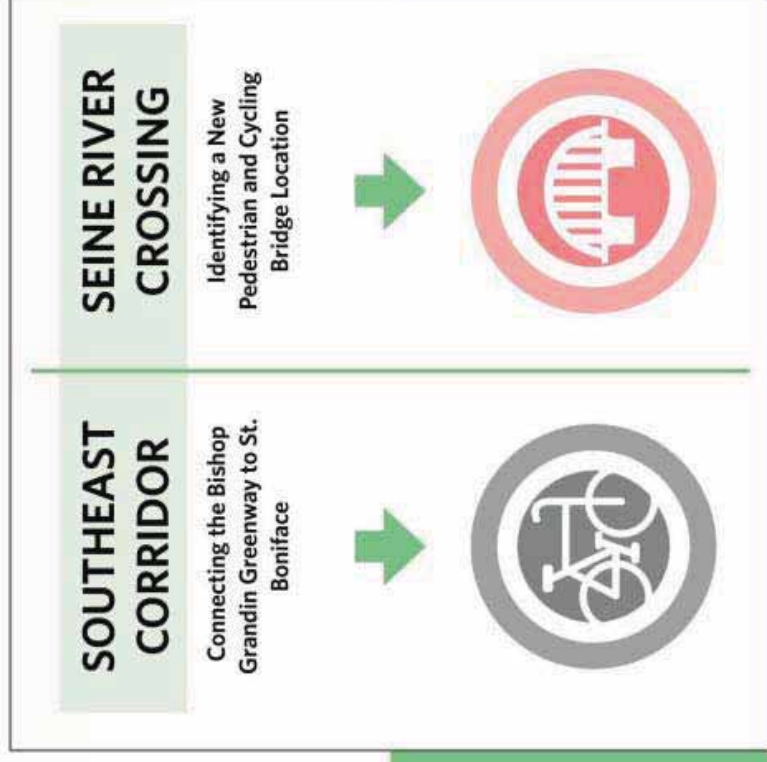 SOUTHEAST
CORRIDOR
Connecting the Bishop
Grandin Greenway to St.
Boniface
SEINE RIVER
CROSSING
Identifying a New
Pedestrian and Cycling
Bridge Location